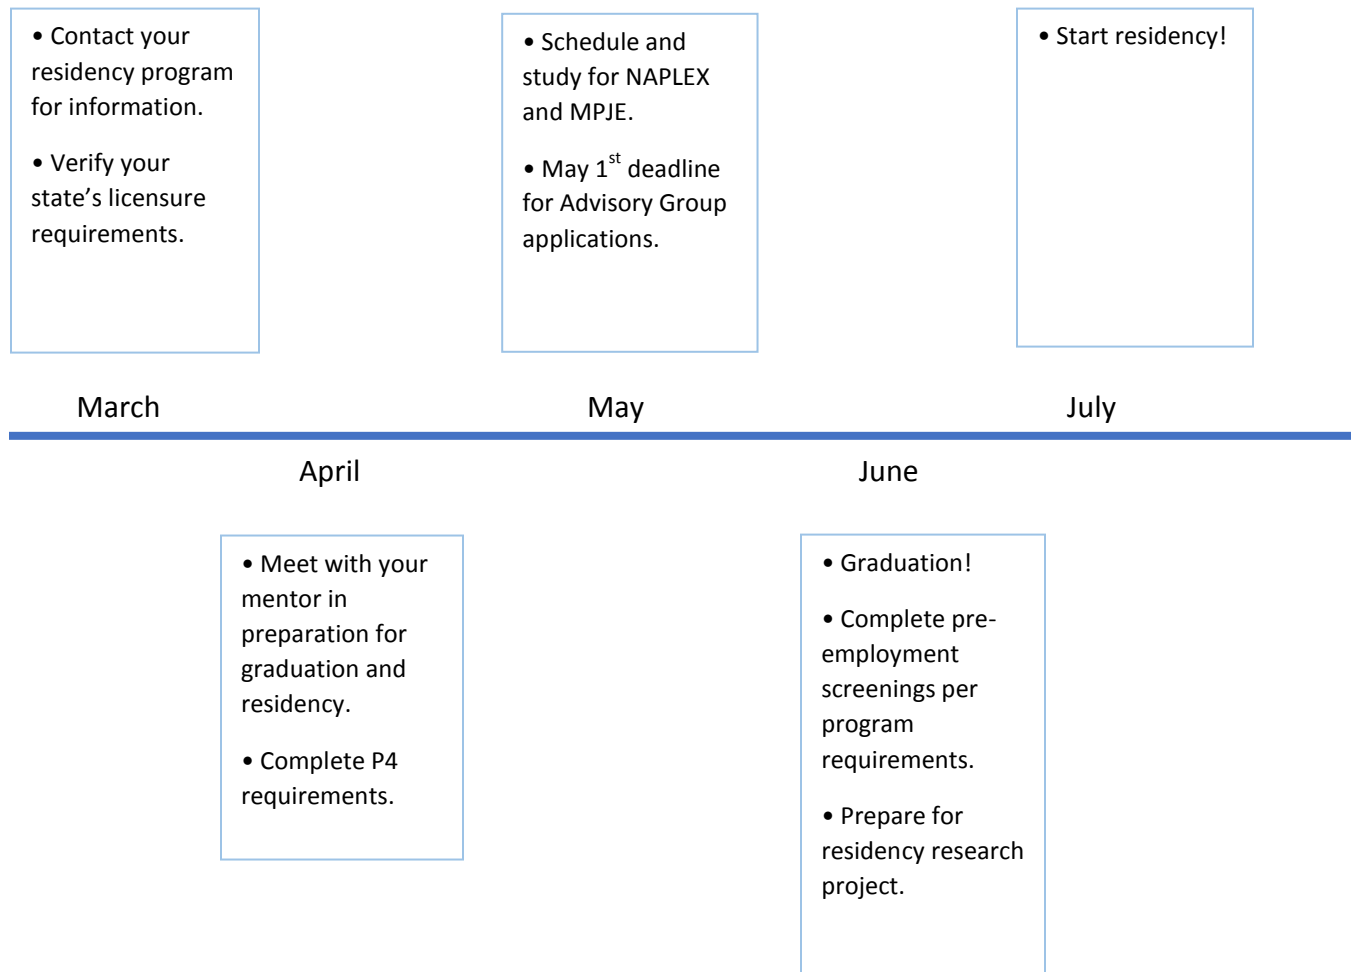 • Contact your
residency program
for information.
• Verify your
state’s licensure
requirements.
• Schedule and
study for NAPLEX
and MPJE.
• May 1st deadline
for Advisory Group
applications.
• Start residency!
March
May
July
April
June
• Meet with your
mentor in
preparation for
graduation and
residency.
• Complete P4
requirements.
• Graduation!
• Complete pre-
employment
screenings per
program
requirements.
• Prepare for
residency research
project.